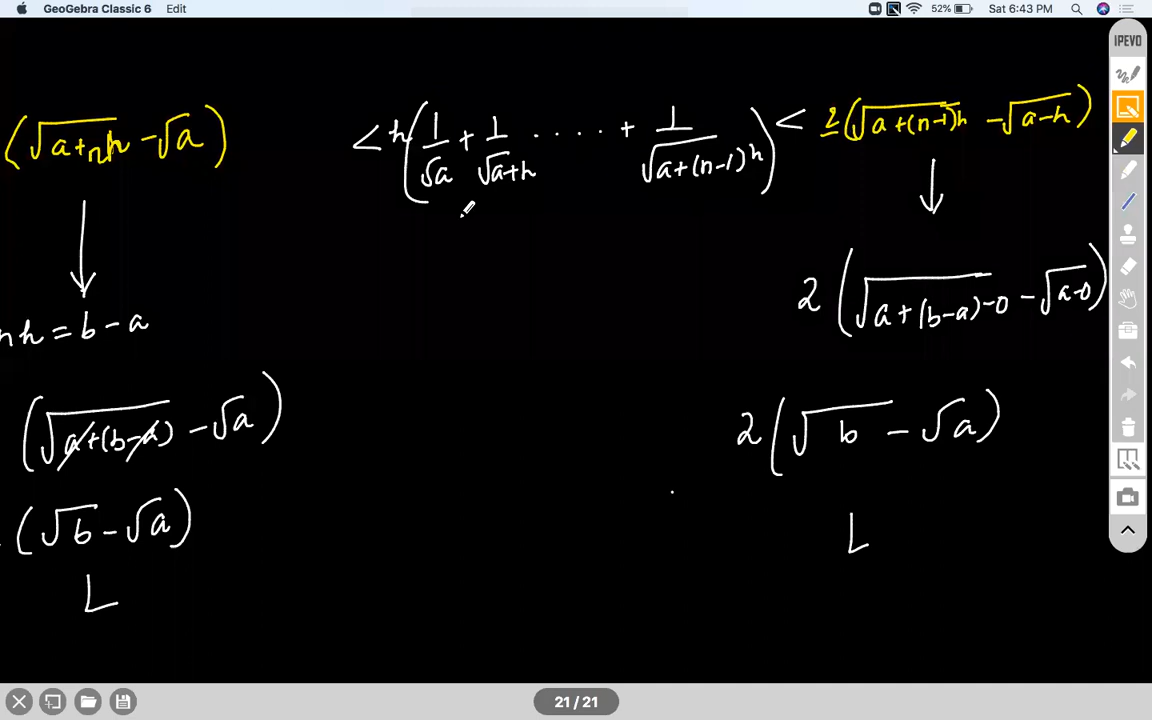 GeoGebra Classic 6 Edit 52% Sat 6:43 PM
IPEVO
(√(a+nh) - √a) < h(1/√a + 1/√(a+h) ..... + 1/√(a+(n-1)h)) < 2(√(a+(n-1)h) - √(a-h))
↓ ↓
nh = b - a 2(√(a+(b-a)-0) - √(a-0))
(√(a+(b-a)) - √a) 2(√b - √a)
(√b - √a)
L L
21 / 21